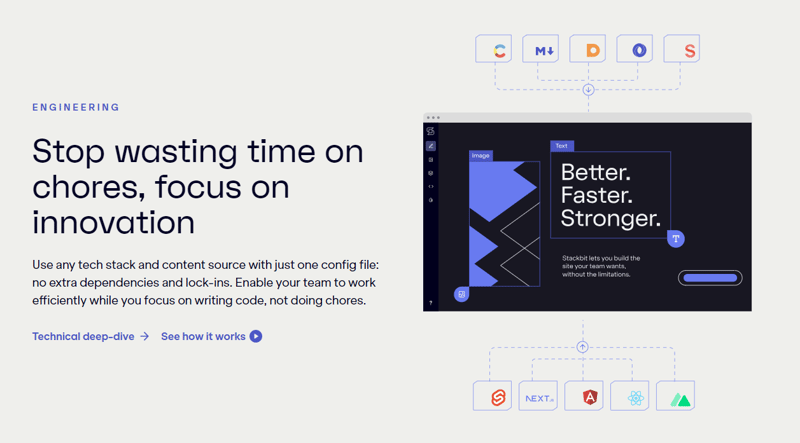 ENGINEERING
Stop wasting time on
chores, focus on
innovation
Use any tech stack and content source with just one config file:
no extra dependencies and lock-ins. Enable your team to work
efficiently while you focus on writing code, not doing chores.
Technical deep-dive → See how it works
C M↓ D S
Image
Text
Better.
Faster.
Stronger.
T
Stackbit lets you build the
site your team wants,
without the limitations.
?
NEXT.JS A